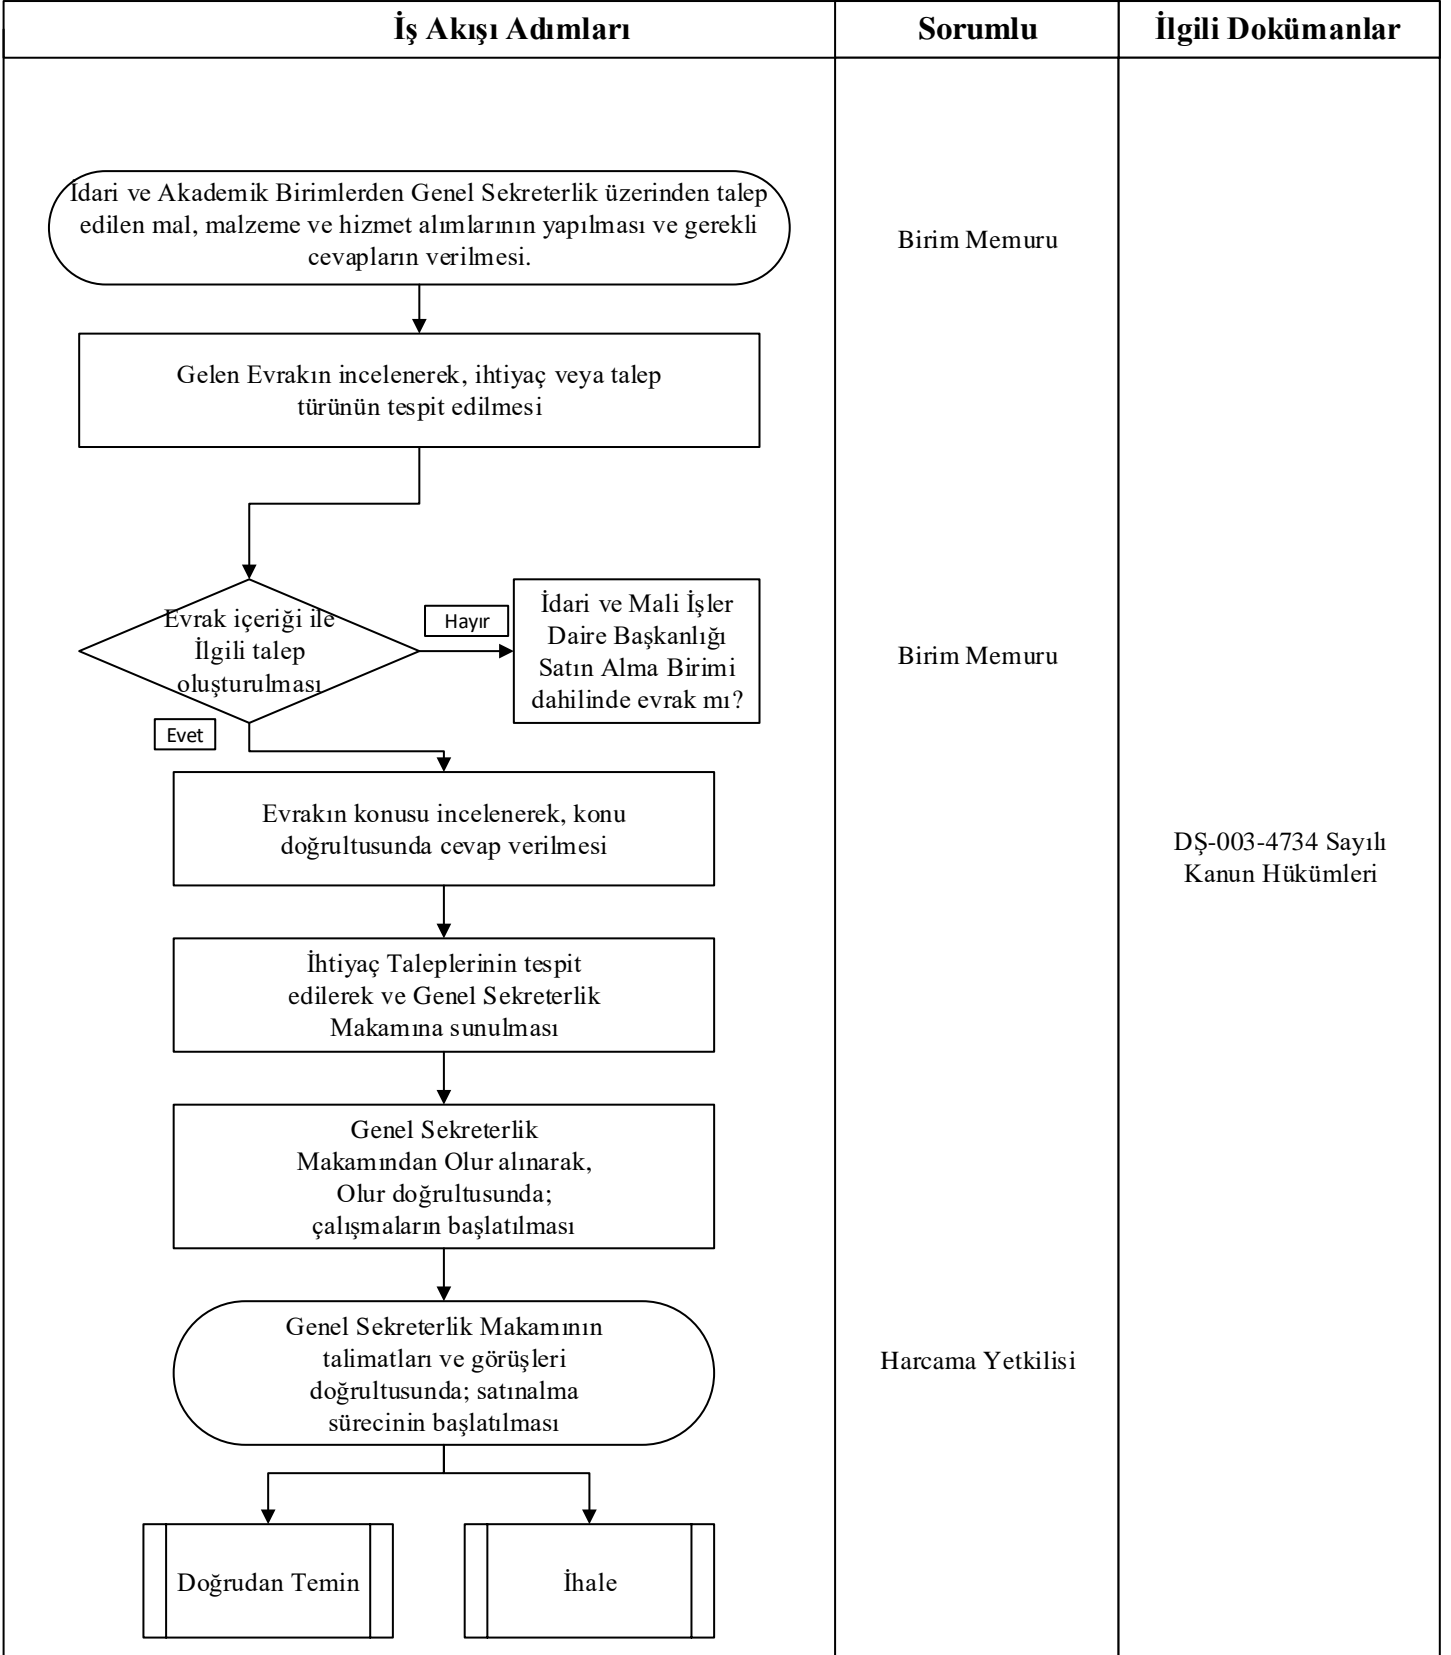 İş Akışı Adımları
Sorumlu
İlgili Dokümanlar
İdari ve Akademik Birimlerden Genel Sekreterlik üzerinden talep
edilen mal, malzeme ve hizmet alımlarının yapılması ve gerekli
cevapların verilmesi.
Birim Memuru
Gelen Evrakın incelenerek, ihtiyaç veya talep
türünün tespit edilmesi
Evrak içeriği ile
İlgili talep
oluşturulması
Hayır
İdari ve Mali İşler
Daire Başkanlığı
Satın Alma Birimi
dahilinde evrak mı?
Birim Memuru
Evet
Evrakın konusu incelenerek, konu
doğrultusunda cevap verilmesi
DŞ-003-4734 Sayılı
Kanun Hükümleri
İhtiyaç Taleplerinin tespit
edilerek ve Genel Sekreterlik
Makamına sunulması
Genel Sekreterlik
Makamından Olur alınarak,
Olur doğrultusunda;
çalışmaların başlatılması
Genel Sekreterlik Makamının
talimatları ve görüşleri
doğrultusunda; satınalma
sürecinin başlatılması
Harcama Yetkilisi
Doğrudan Temin
İhale